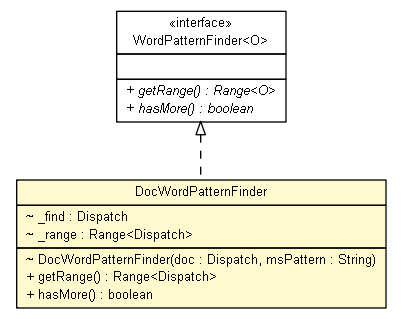 «interface»
WordPatternFinder<O>
+ getRange() : Range<O>
+ hasMore() : boolean
DocWordPatternFinder
~ _find : Dispatch
~ _range : Range<Dispatch>
~ DocWordPatternFinder(doc : Dispatch, msPattern : String)
+ getRange() : Range<Dispatch>
+ hasMore() : boolean